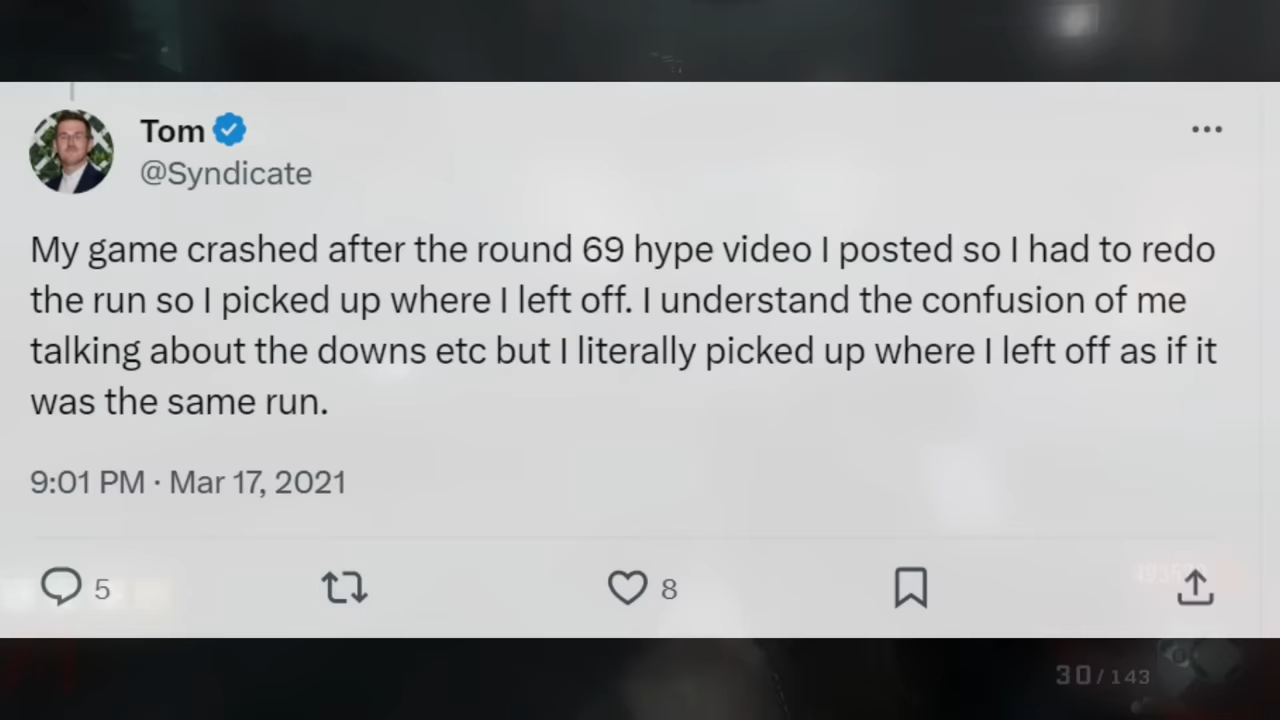 Tom
@Syndicate
My game crashed after the round 69 hype video I posted so I had to redo
the run so I picked up where I left off. I understand the confusion of me
talking about the downs etc but I literally picked up where I left off as if it
was the same run.
9:01 PM · Mar 17, 2021
5 8
30/143